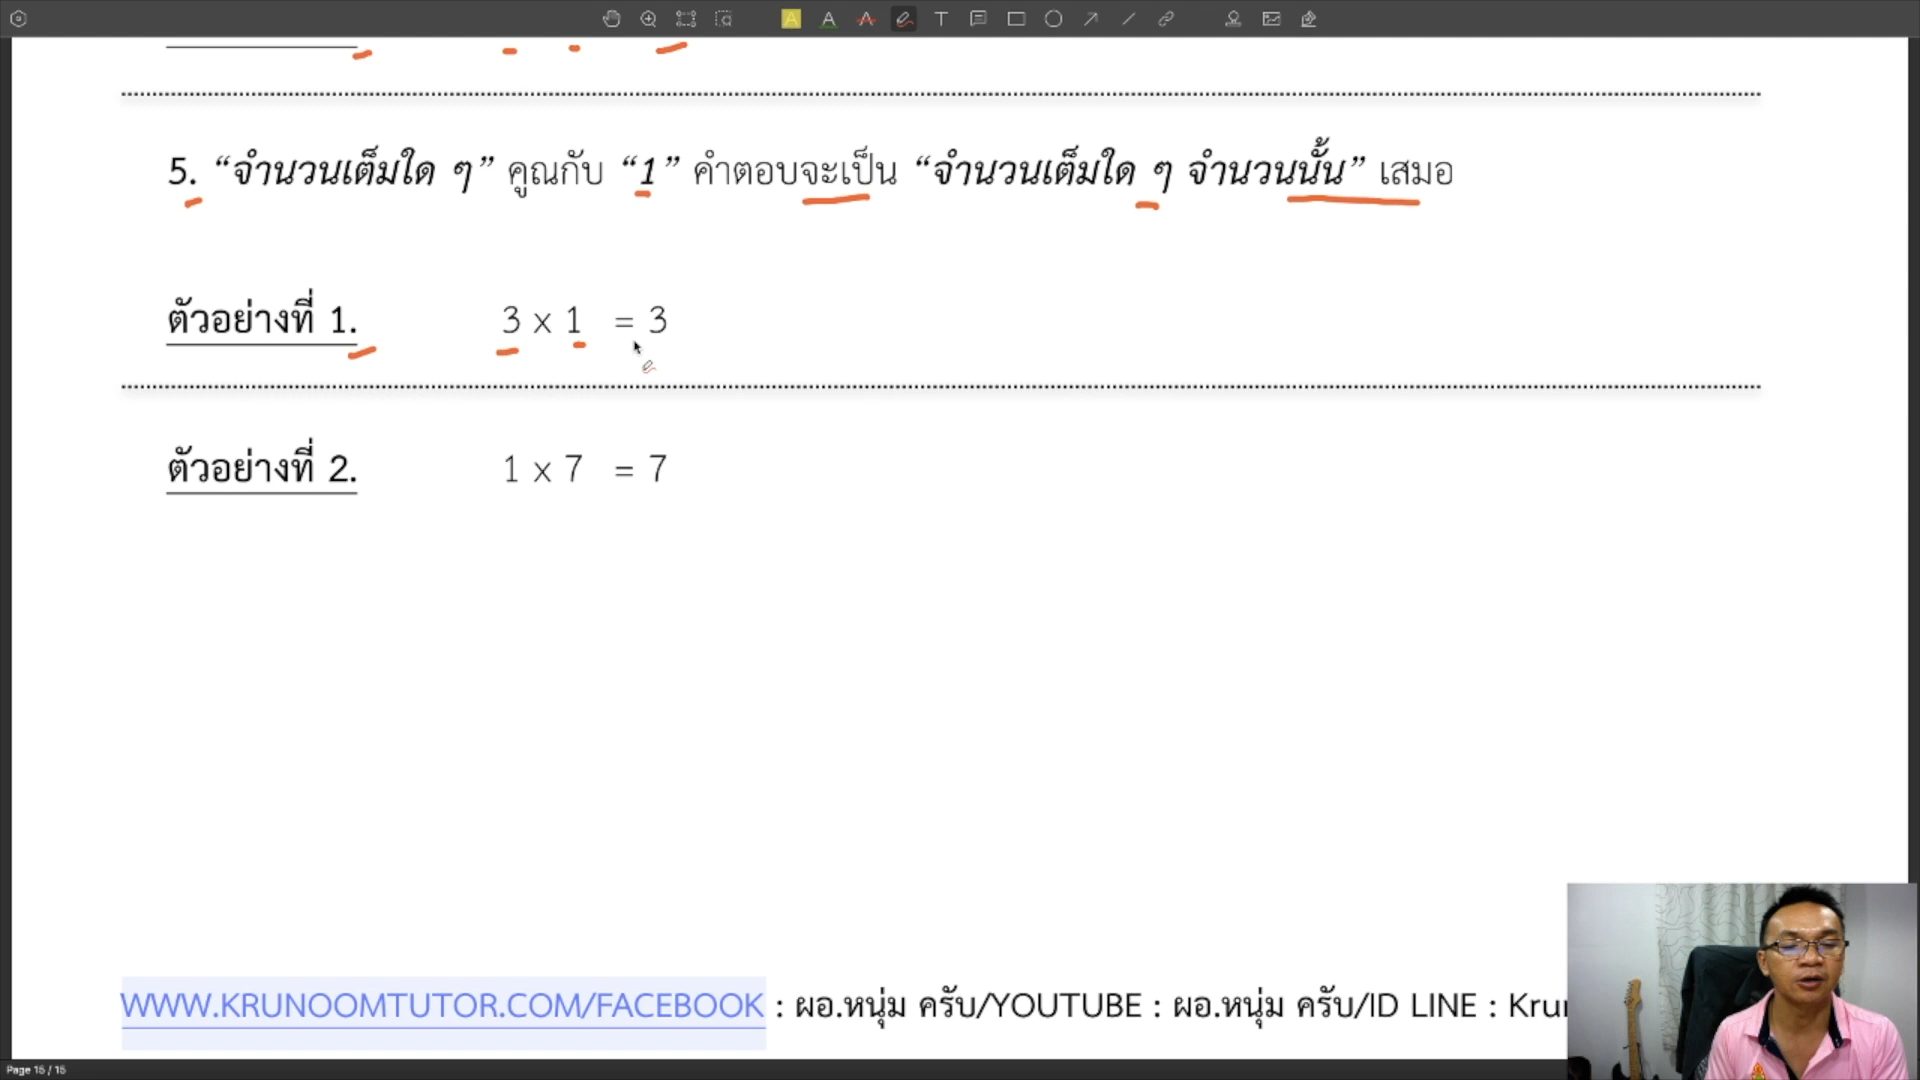 5. “จำนวนเต็มใด ๆ” คูณกับ “1” คำตอบจะเป็น “จำนวนเต็มใด ๆ จำนวนนั้น” เสมอ
ตัวอย่างที่ 1. 3 x 1 = 3
ตัวอย่างที่ 2. 1 x 7 = 7
WWW.KRUNOOMTUTOR.COM/FACEBOOK : ผอ.หนุ่ม ครับ/YOUTUBE : ผอ.หนุ่ม ครับ/ID LINE :
Page 15 / 15